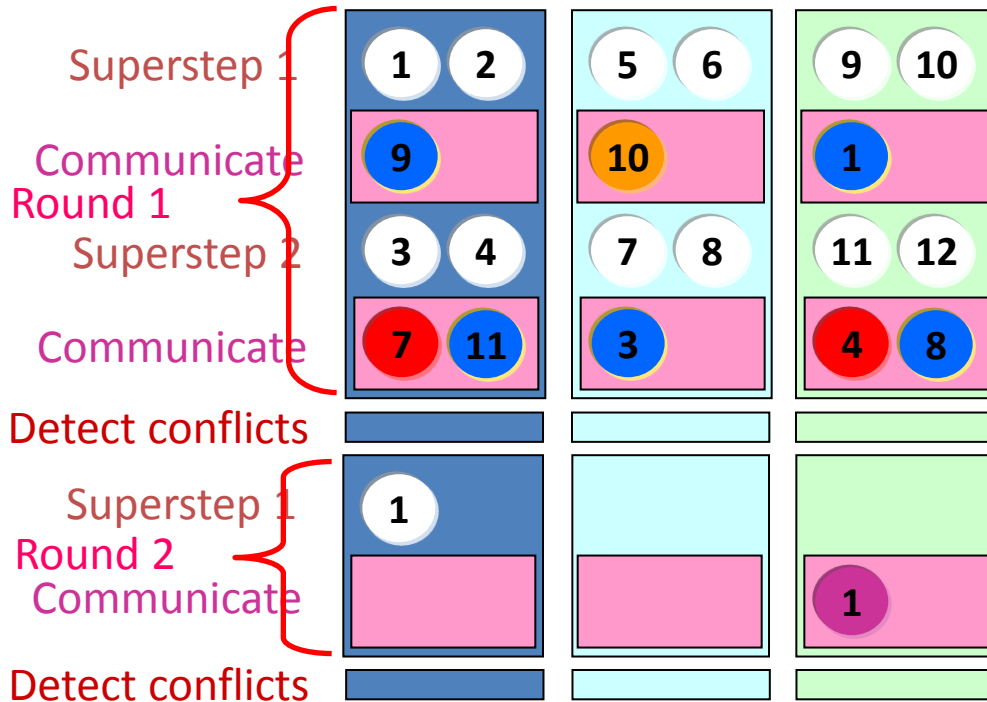 Superstep 1 1 2 5 6 9 10
Communicate 9 10 1
Round 1
Superstep 2 3 4 7 8 11 12
Communicate 7 11 3 4 8
Detect conflicts
Superstep 1 1
Round 2
Communicate 1
Detect conflicts